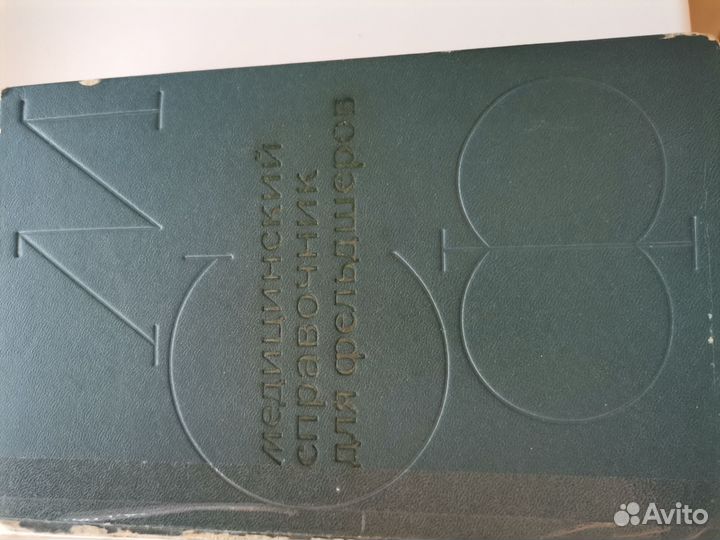 М
С
Ф
медицинский
справочник
для фельдшеров
Avito